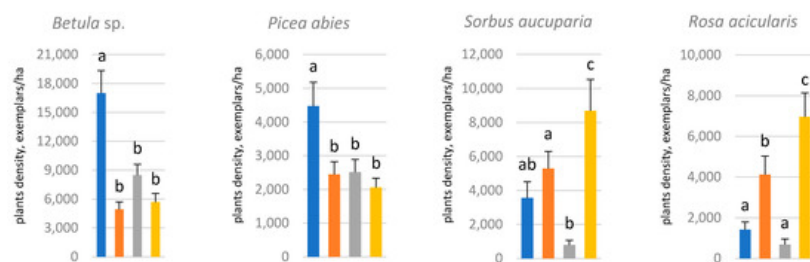 Betula sp.
plants density, exemplars/ha
21,000
18,000
15,000
12,000
9,000
6,000
3,000
a
b
b
b
Picea abies
plants density, exemplars/ha
6,000
5,000
4,000
3,000
2,000
1,000
0
a
b
b
b
Sorbus aucuparia
plants density, exemplars/ha
12,000
10,000
8,000
6,000
4,000
2,000
0
ab
a
b
c
Rosa acicularis
plants density, exemplars/ha
10,000
8,000
6,000
4,000
2,000
0
a
b
a
c